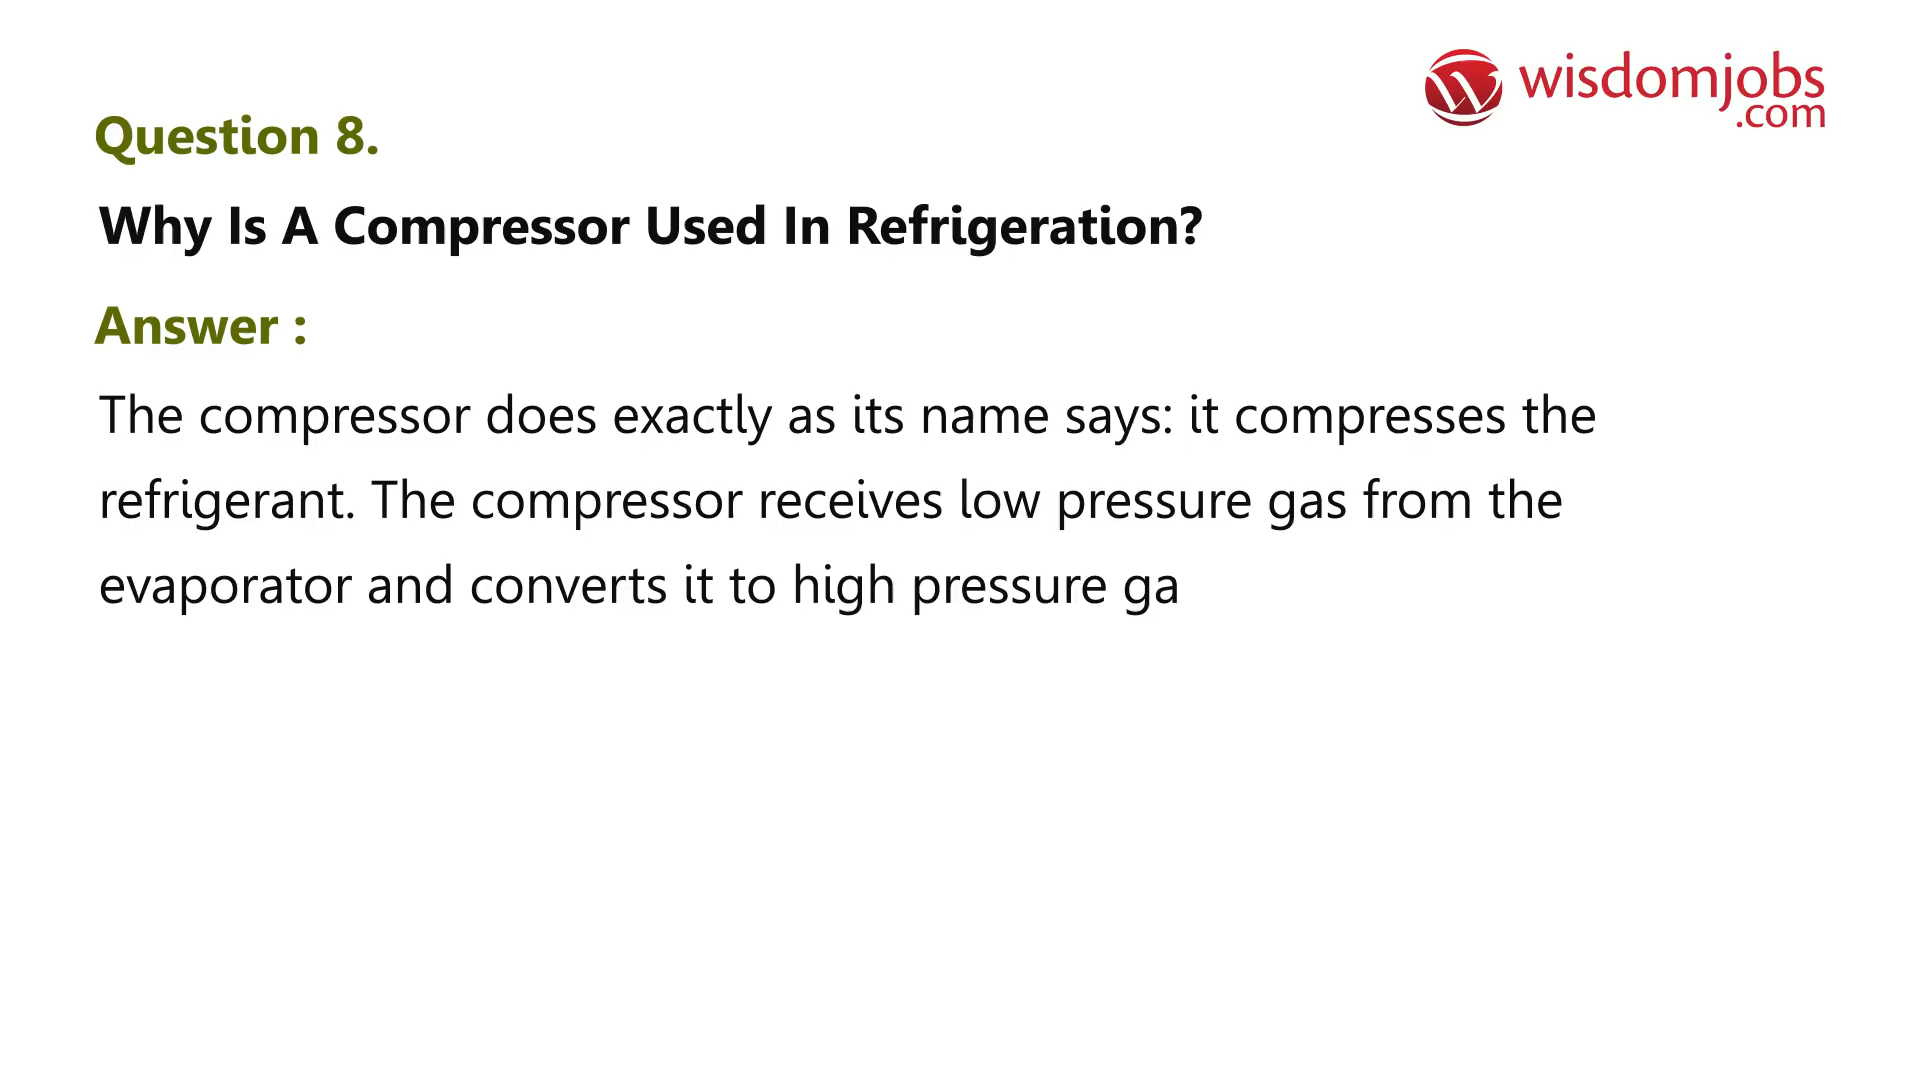 wisdomjobs
.com
Question 8.
Why Is A Compressor Used In Refrigeration?
Answer :
The compressor does exactly as its name says: it compresses the
refrigerant. The compressor receives low pressure gas from the
evaporator and converts it to high pressure ga